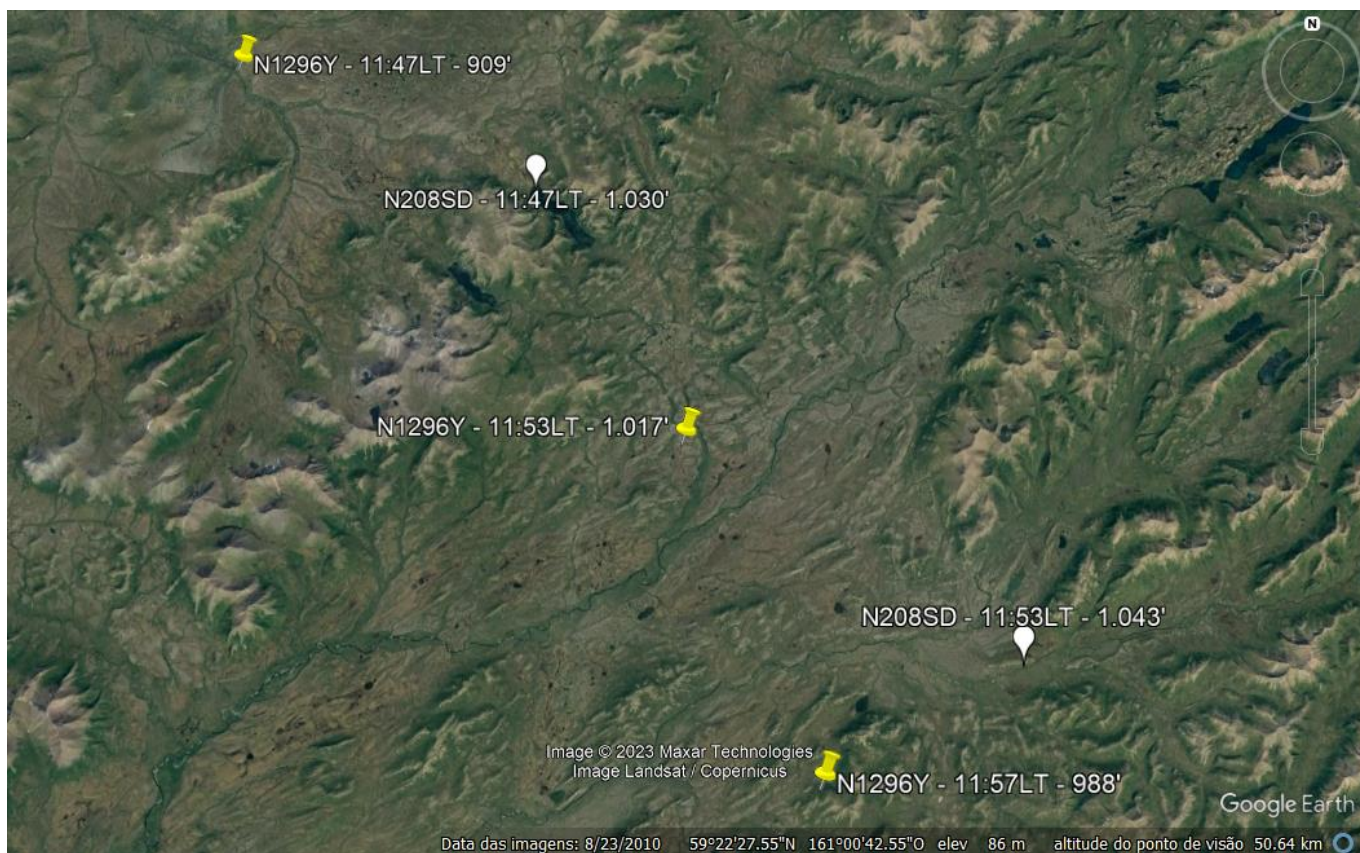 N
N1296Y - 11:47LT - 909'
N208SD - 11:47LT - 1.030'
N1296Y - 11:53LT - 1.017'
N208SD - 11:53LT - 1.043'
Image © 2023 Maxar Technologies
Image Landsat / Copernicus
N1296Y - 11:57LT - 988'
Google Earth
Data das imagens: 8/23/2010 59°22'27.55"N 161°00'42.55"O elev 86 m altitude do ponto de visão 50.64 km